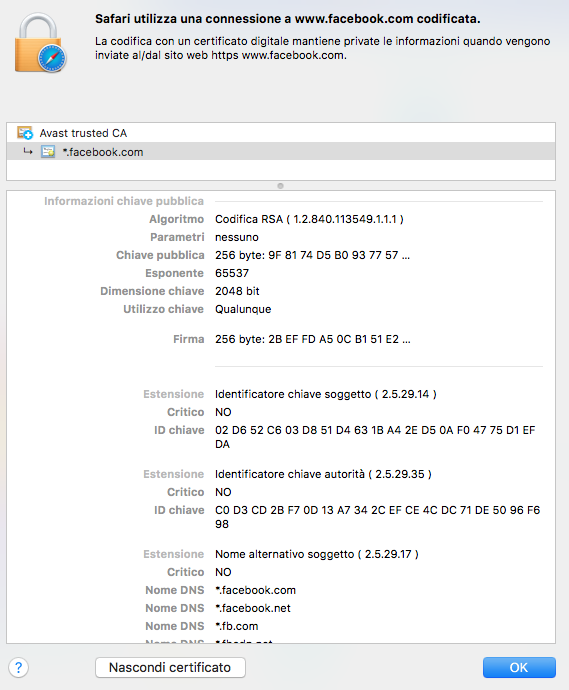 Safari utilizza una connessione a www.facebook.com codificata.
La codifica con un certificato digitale mantiene private le informazioni quando vengono
inviate al/dal sito web https www.facebook.com.
Avast trusted CA
*.facebook.com
Informazioni chiave pubblica
Algoritmo Codifica RSA ( 1.2.840.113549.1.1.1 )
Parametri nessuno
Chiave pubblica 256 byte: 9F 81 74 D5 B0 93 77 57 ...
Esponente 65537
Dimensione chiave 2048 bit
Utilizzo chiave Qualunque
Firma 256 byte: 2B EF FD A5 0C B1 51 E2 ...
Estensione Identificatore chiave soggetto ( 2.5.29.14 )
Critico NO
ID chiave 02 D6 52 C6 03 D8 51 D4 63 1B A4 2E D5 0A F0 47 75 D1 EF
DA
Estensione Identificatore chiave autorità ( 2.5.29.35 )
Critico NO
ID chiave C0 D3 CD 2B F7 0D 13 A7 34 2C EF CE 4C DC 71 DE 50 96 F6
98
Estensione Nome alternativo soggetto ( 2.5.29.17 )
Critico NO
Nome DNS *.facebook.com
Nome DNS *.facebook.net
Nome DNS *.fb.com
Nome DNS
? Nascondi certificato OK